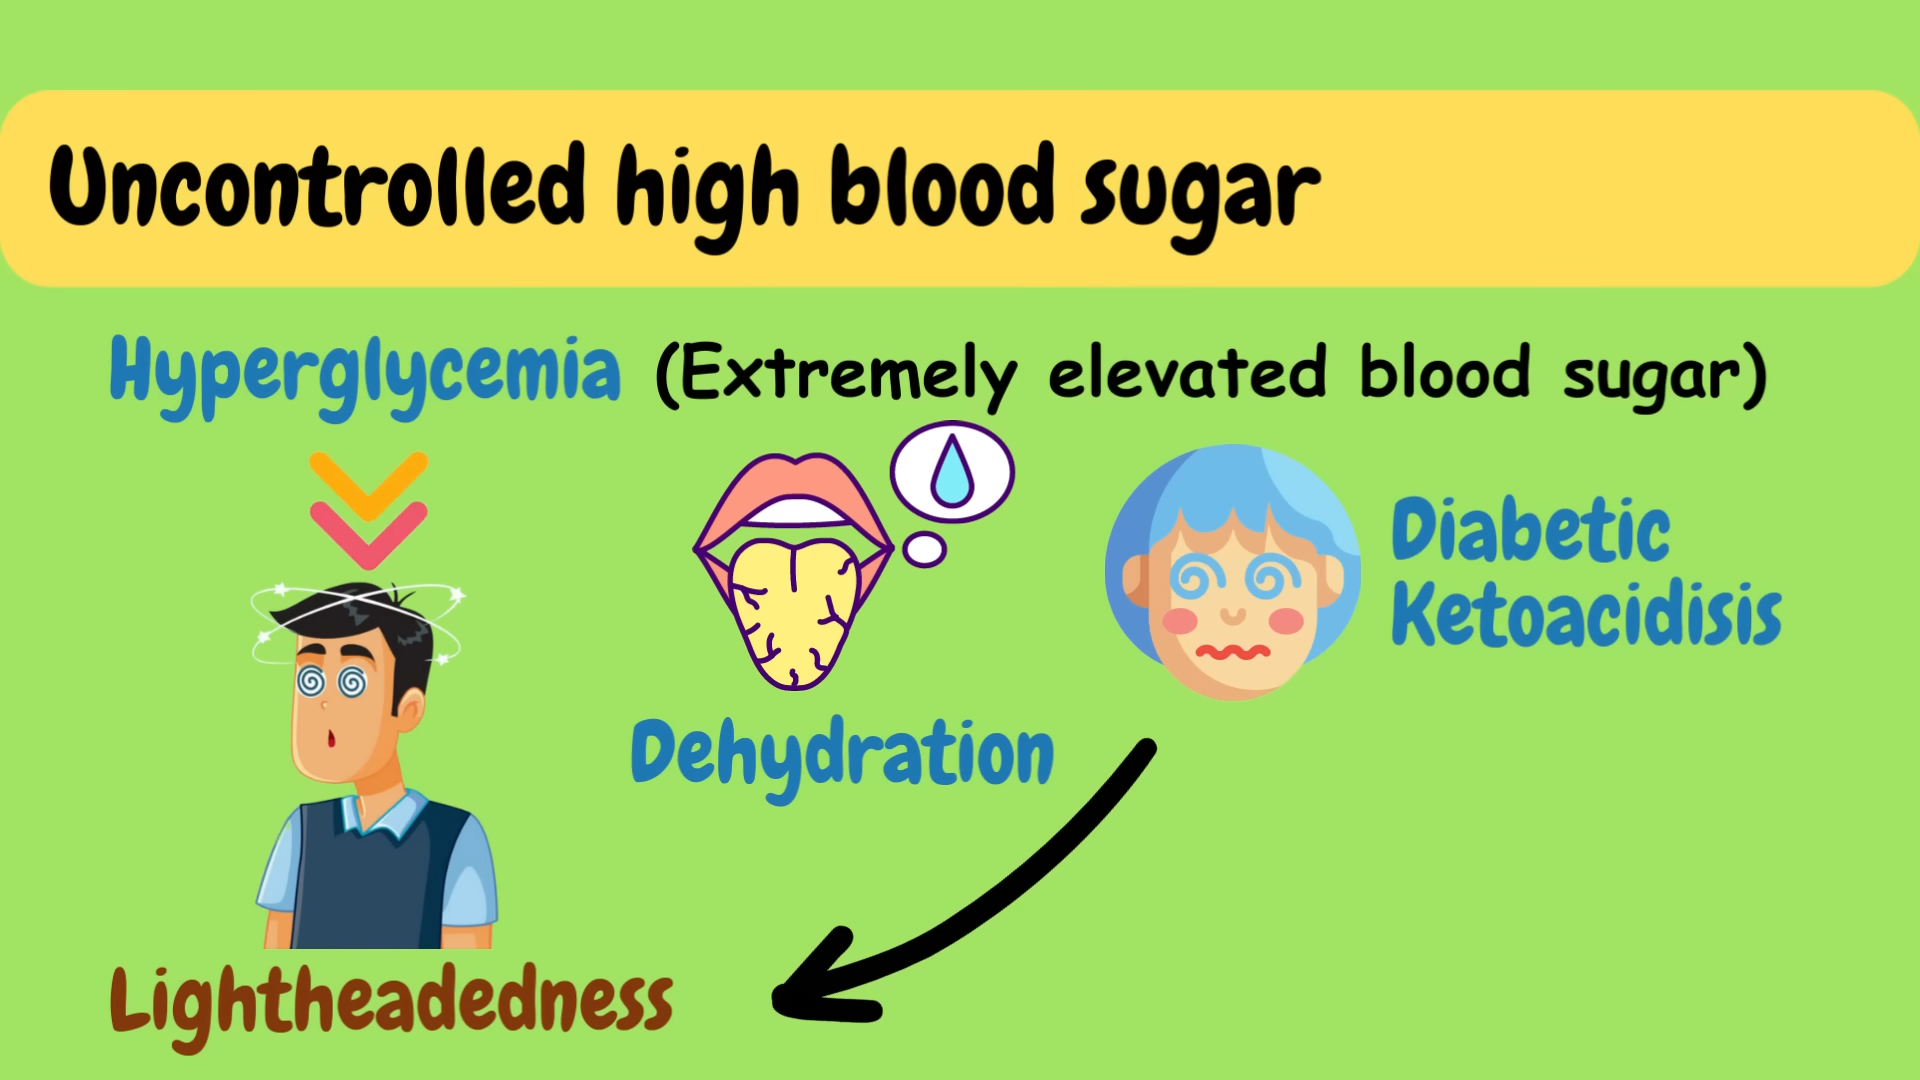 Uncontrolled high blood sugar
Hyperglycemia (Extremely elevated blood sugar)
Diabetic
Ketoacidisis
Dehydration
Lightheadedness